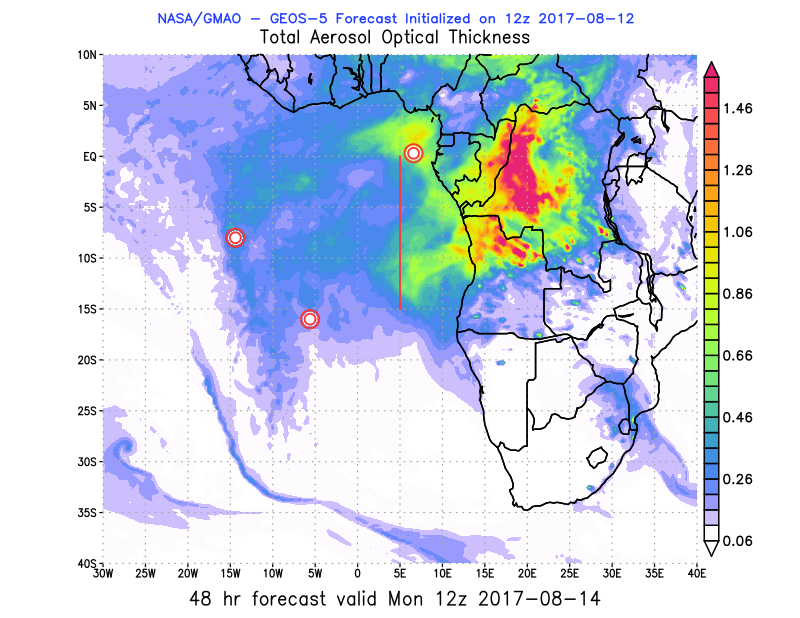 NASA/GMAO - GEOS-5 Forecast Initialized on 12z 2017-08-12
Total Aerosol Optical Thickness
10N
5N
EQ
5S
10S
15S
20S
25S
30S
35S
40S
30W 25W 20W 15W 10W 5W 0 5E 10E 15E 20E 25E 30E 35E 40E
1.46
1.26
1.06
0.86
0.66
0.46
0.26
0.06
48 hr forecast valid Mon 12z 2017-08-14